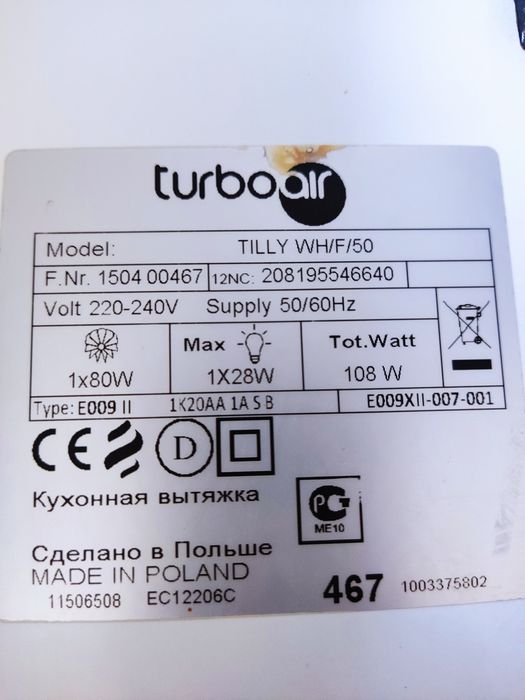 turboair
Model: TILLY WH/F/50
F.Nr. 1504 00467 12NC: 208195546640
Volt 220-240V Supply 50/60Hz
Max Tot.Watt
1x80W 1X28W 108 W
Type: E009 II 1K20AA 1A S B E009XII-007-001
CE D
Кухонная вытяжка
РС
ME10
Сделано в Польше
MADE IN POLAND
11506508 EC12206C 467 1003375802